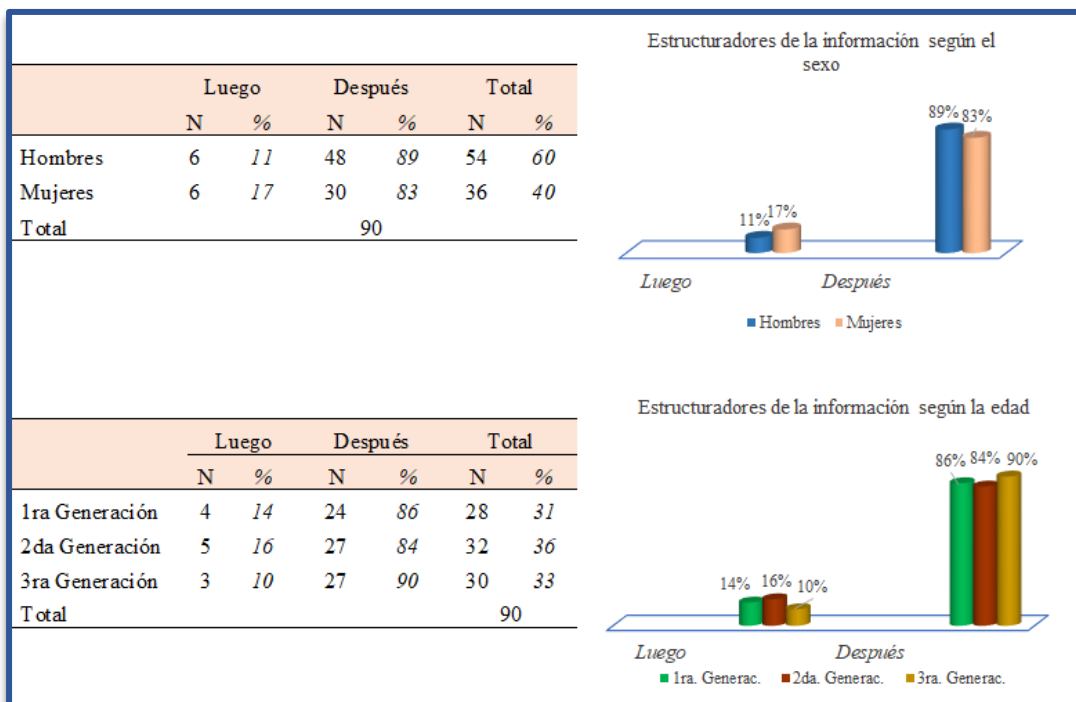 Luego Después Total
N % N % N %
Hombres 6 11 48 89 54 60
Mujeres 6 17 30 83 36 40
Total 90
Estructuradores de la información según el
sexo
89% 83%
11% 17%
Luego Después
Hombres Mujeres
Luego Después Total
N % N % N %
1ra Generación 4 14 24 86 28 31
2da Generación 5 16 27 84 32 36
3ra Generación 3 10 27 90 30 33
Total 90
Estructuradores de la información según la edad
86% 84% 90%
14% 16% 10%
Luego Después
1ra. Generac. 2da. Generac. 3ra. Generac.